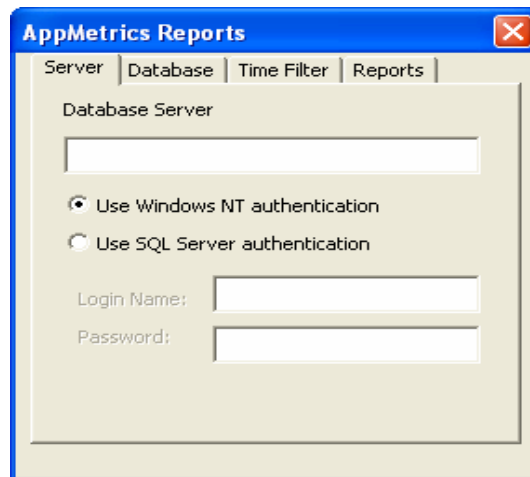 AppMetrics Reports
Server Database Time Filter Reports
Database Server
Use Windows NT authentication
Use SQL Server authentication
Login Name:
Password: